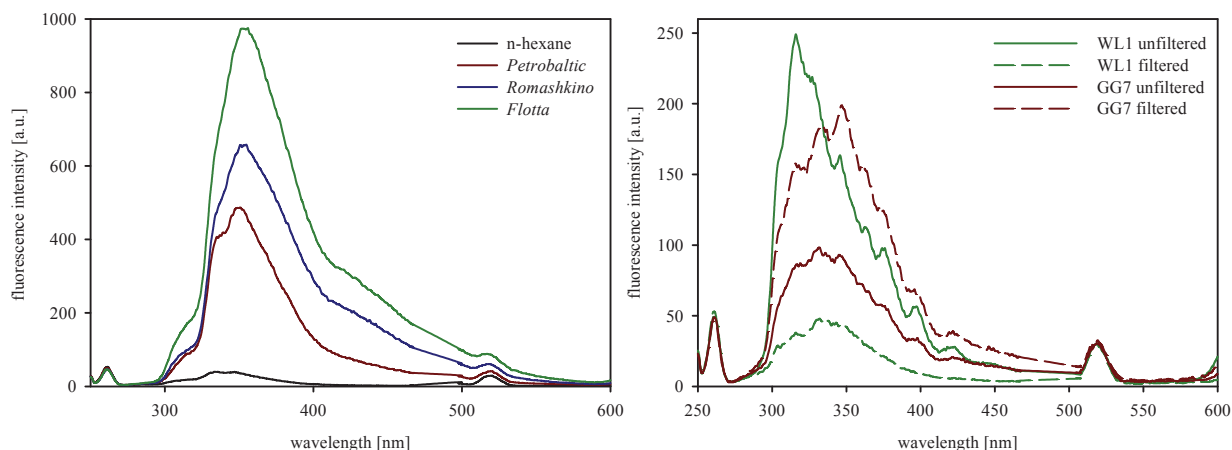 1000
800
600
400
200
0
fluorescence intensity [a.u.]
n-hexane
Petrobaltic
Romashkino
Flotta
300 400 500 600
wavelength [nm]
250
200
150
100
50
0
fluorescence intensity [a.u.]
WL1 unfiltered
WL1 filtered
GG7 unfiltered
GG7 filtered
250 300 350 400 450 500 550 600
wavelength [nm]